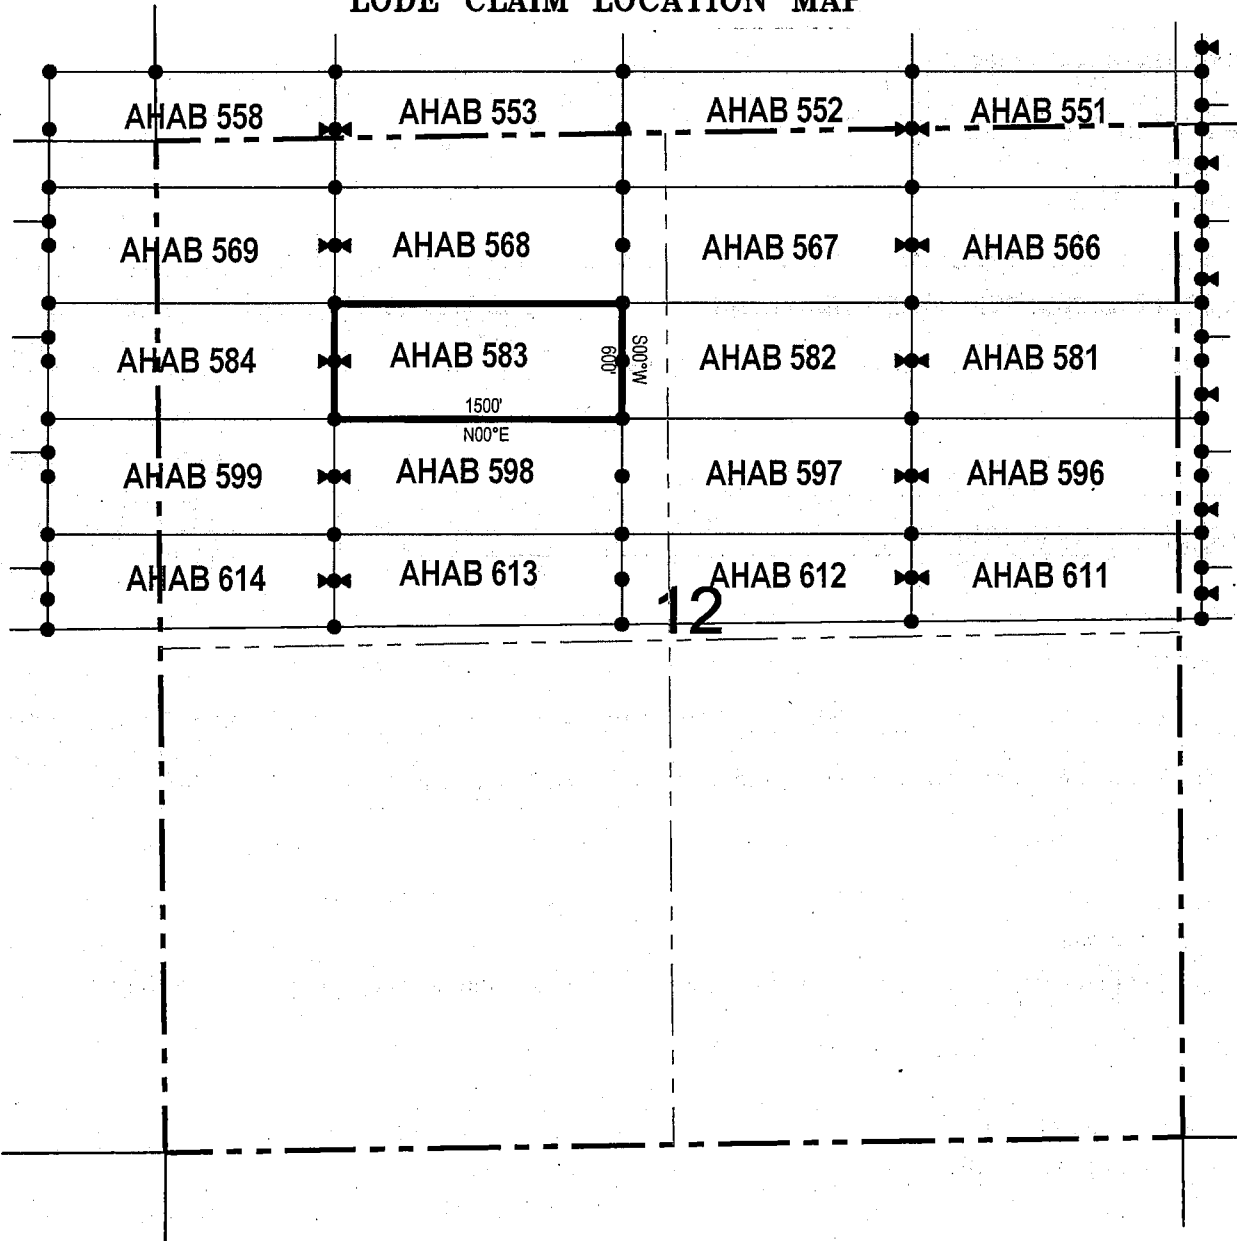 LODE CLAIM LOCATION MAP
AHAB 558 AHAB 553 AHAB 552 AHAB 551
AHAB 569 AHAB 568 AHAB 567 AHAB 566
AHAB 584 AHAB 583 600' S00°W AHAB 582 AHAB 581
1500'
N00°E
AHAB 599 AHAB 598 AHAB 597 AHAB 596
AHAB 614 AHAB 613 AHAB 612 AHAB 611
12